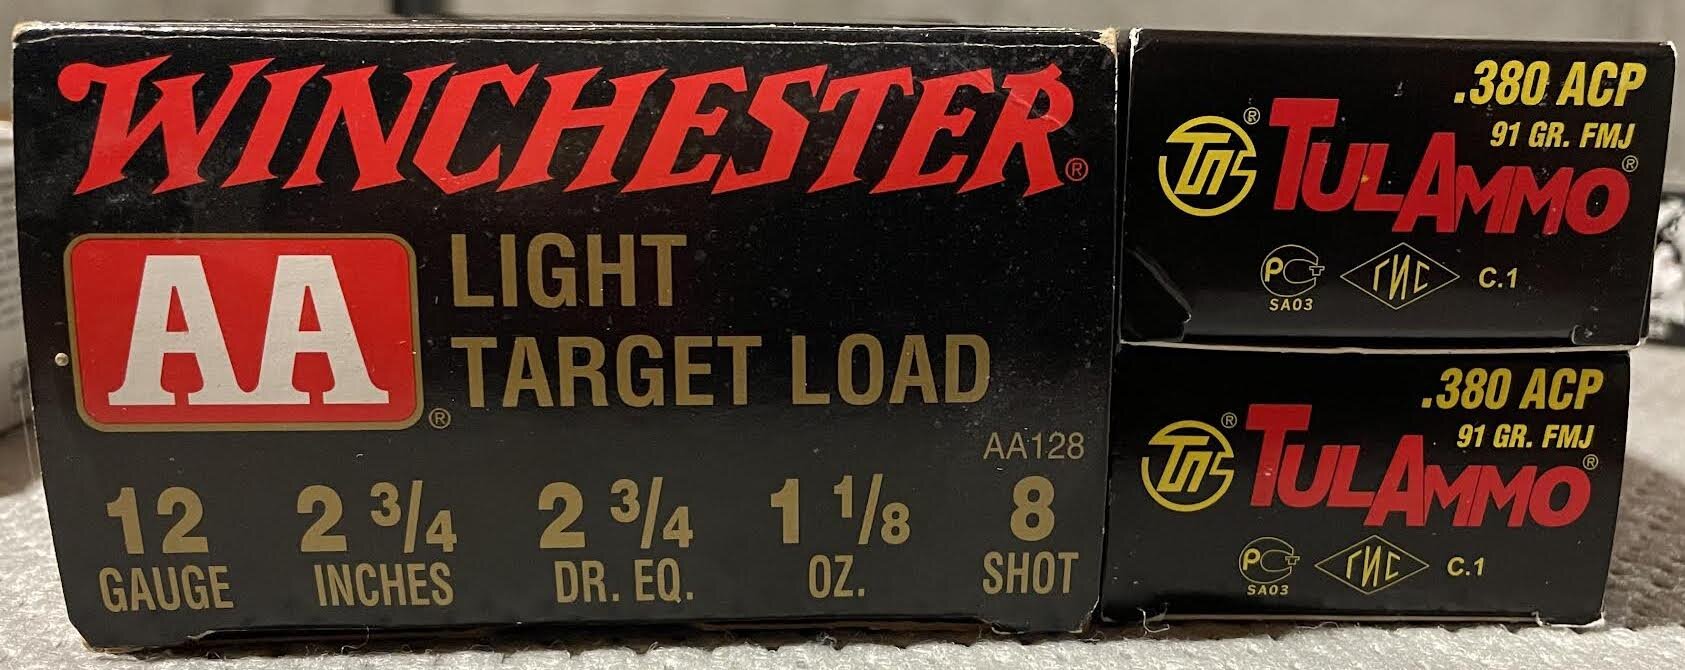 WINCHESTER®
AA®
LIGHT
TARGET LOAD
AA128
12 2 3/4 2 3/4 1 1/8 8
GAUGE INCHES DR. EQ. OZ. SHOT
.380 ACP
91 GR. FMJ
® TULAMMO®
РСТ ГИС C.1
SA03
.380 ACP
91 GR. FMJ
® TULAMMO®
РСТ ГИС C.1
SA03